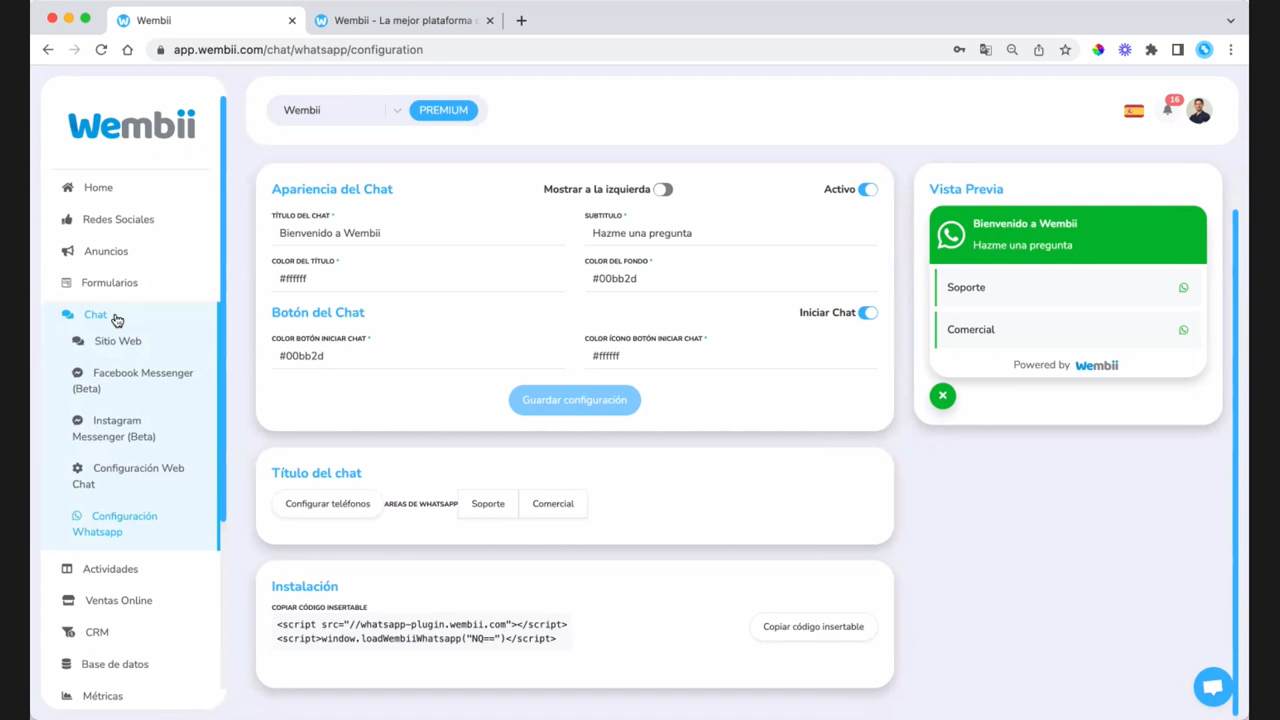 Wembii
Wembii - La mejor plataforma
app.wembii.com/chat/whatsapp/configuration
Wembii
Home
Redes Sociales
Anuncios
Formularios
Chat
Sitio Web
Facebook Messenger
(Beta)
Instagram
Messenger (Beta)
Configuración Web
Chat
Configuración
Whatsapp
Actividades
Ventas Online
CRM
Base de datos
Métricas
Wembii
PREMIUM
16
Apariencia del Chat
Mostrar a la izquierda
Activo
TÍTULO DEL CHAT *
SUBTITULO *
Bienvenido a Wembii
Hazme una pregunta
COLOR DEL TÍTULO *
COLOR DEL FONDO *
#ffffff
#00bb2d
Botón del Chat
Iniciar Chat
COLOR BOTÓN INICIAR CHAT *
COLOR ÍCONO BOTÓN INICIAR CHAT *
#00bb2d
#ffffff
Guardar configuración
Título del chat
Configurar teléfonos
AREAS DE WHATSAPP
Soporte
Comercial
Instalación
COPIAR CÓDIGO INSERTABLE
<script src="//whatsapp-plugin.wembii.com"></script>
<script>window.loadWembiiWhatsapp("NQ==")</script>
Copiar código insertable
Vista Previa
Bienvenido a Wembii
Hazme una pregunta
Soporte
Comercial
Powered by Wembii